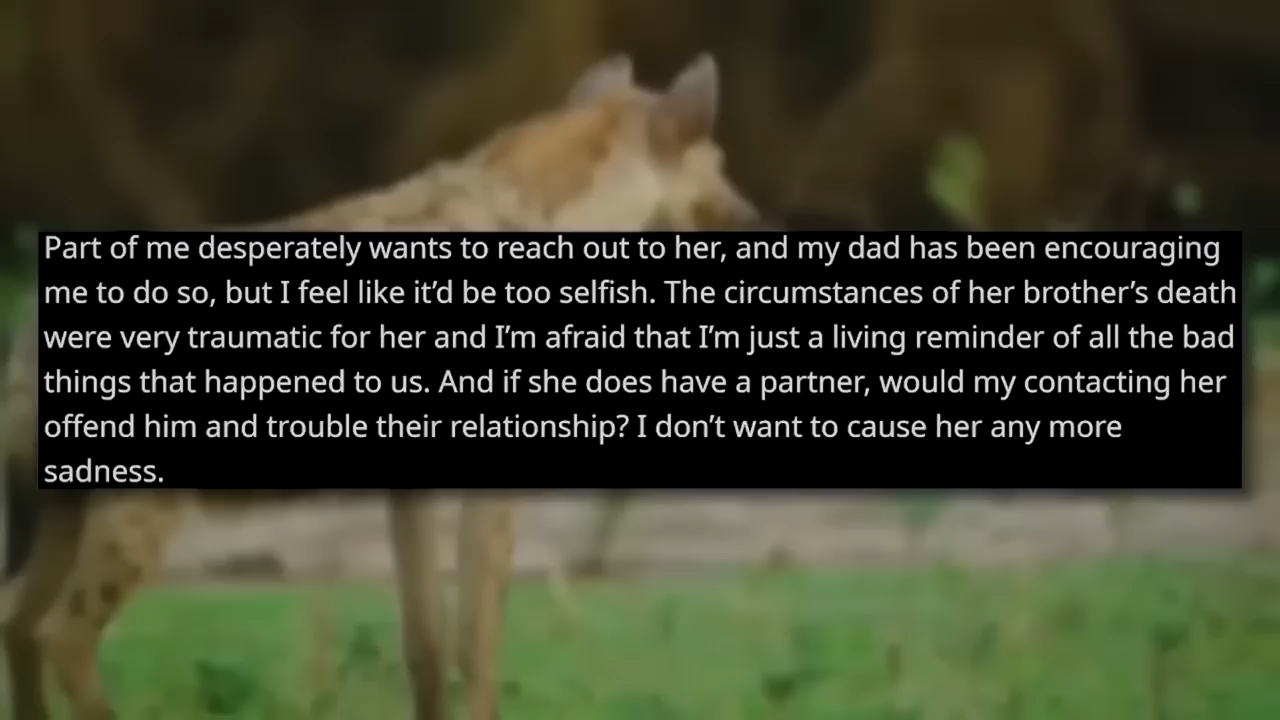 Part of me desperately wants to reach out to her, and my dad has been encouraging
me to do so, but I feel like it’d be too selfish. The circumstances of her brother’s death
were very traumatic for her and I’m afraid that I’m just a living reminder of all the bad
things that happened to us. And if she does have a partner, would my contacting her
offend him and trouble their relationship? I don’t want to cause her any more
sadness.